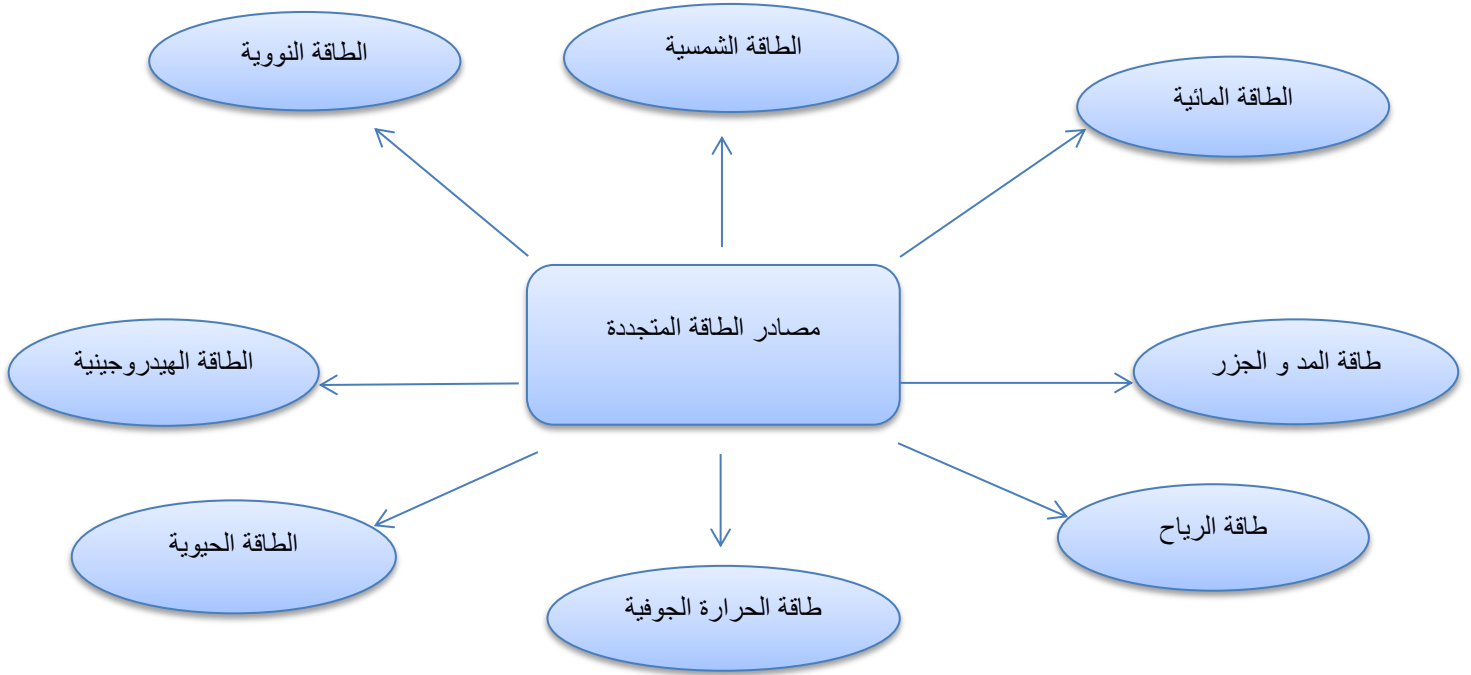 الطاقة النووية
الطاقة الشمسية
الطاقة المائية
مصادر الطاقة المتجددة
الطاقة الهيدروجينية
طاقة المد و الجزر
الطاقة الحيوية
طاقة الرياح
طاقة الحرارة الجوفية